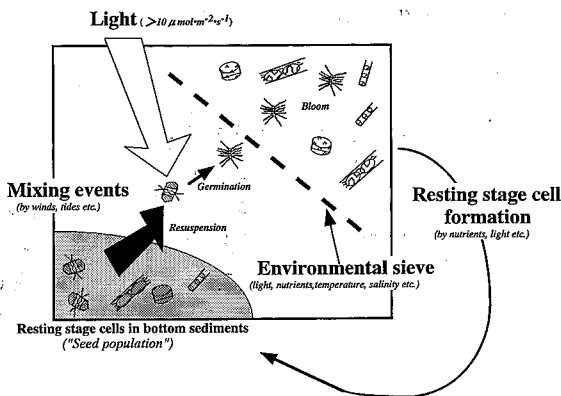 Light ( >10 μmol•m⁻²•s⁻¹)
Bloom
Germination
Mixing events
(by winds, tides etc.)
Resuspension
Resting stage cell
formation
(by nutrients, light etc.)
Environmental sieve
(light, nutrients,temperature, salinity etc.)
Resting stage cells in bottom sediments
("Seed population")